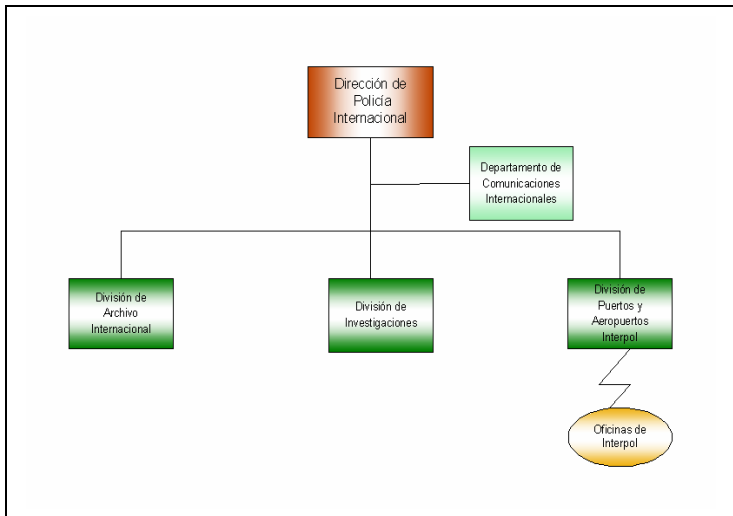 Dirección de
Policía
Internacional
Departamento de
Comunicaciones
Internacionales
División de
Archivo
Internacional
División de
Investigaciones
División de
Puertos y
Aeropuertos
Interpol
Oficinas de
Interpol